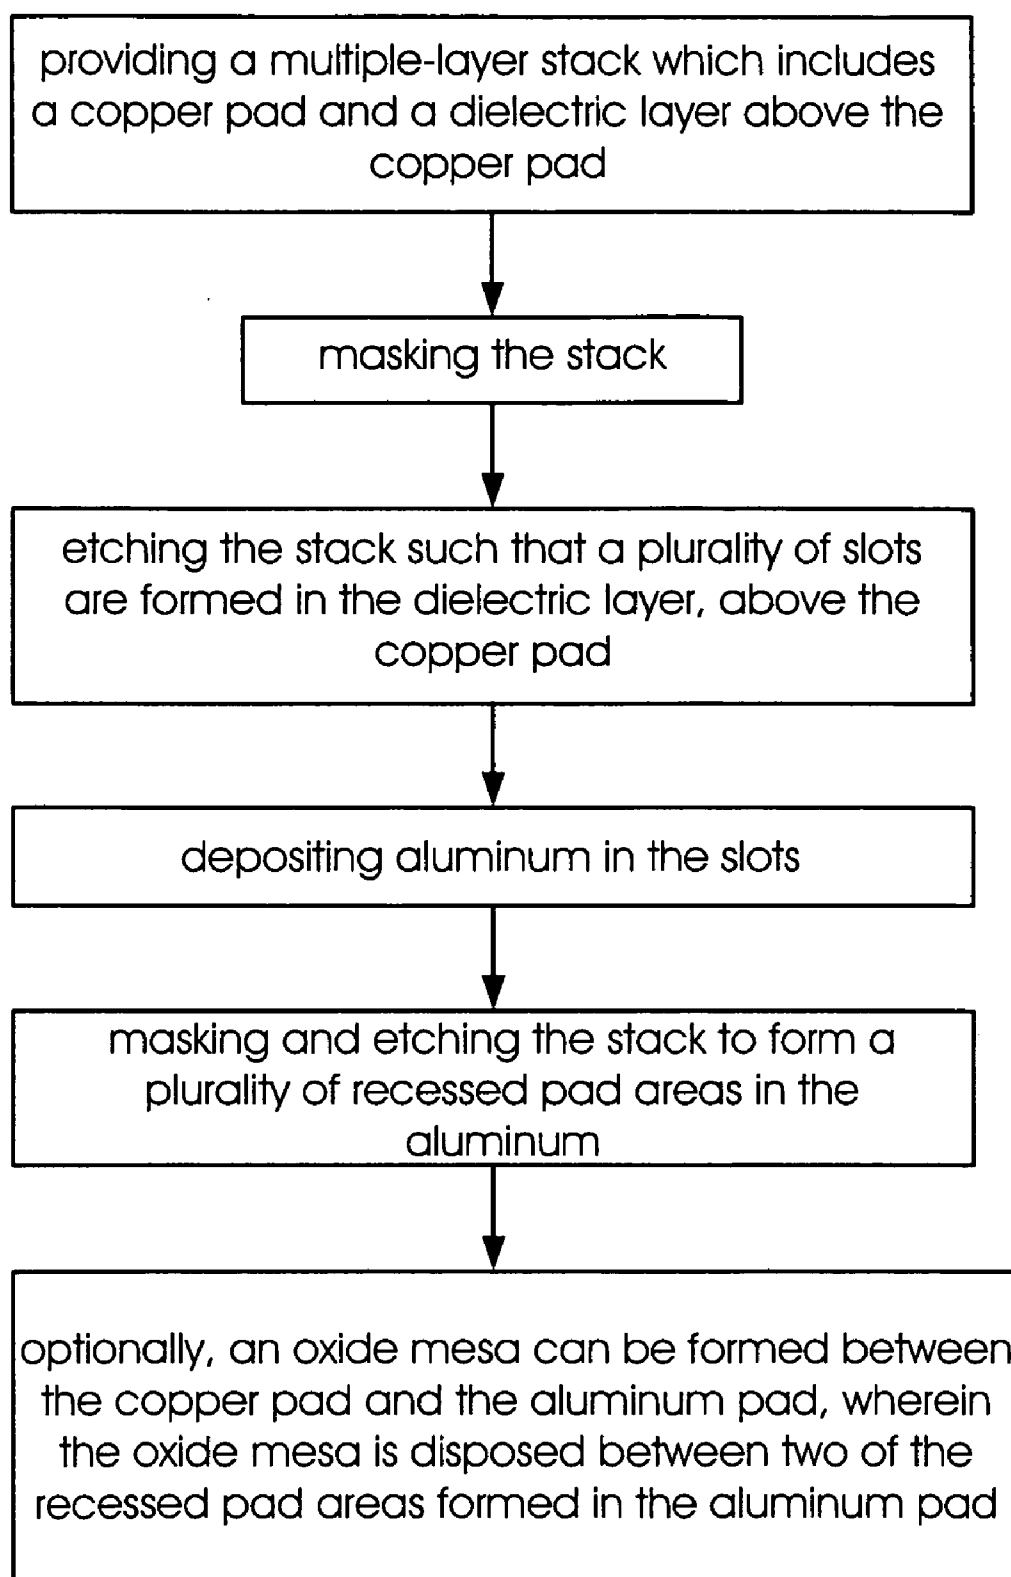 providing a multiple-layer stack which includes
a copper pad and a dielectric layer above the
copper pad
masking the stack
etching the stack such that a plurality of slots
are formed in the dielectric layer, above the
copper pad
depositing aluminum in the slots
masking and etching the stack to form a
plurality of recessed pad areas in the
aluminum
optionally, an oxide mesa can be formed between
the copper pad and the aluminum pad, wherein
the oxide mesa is disposed between two of the
recessed pad areas formed in the aluminum pad